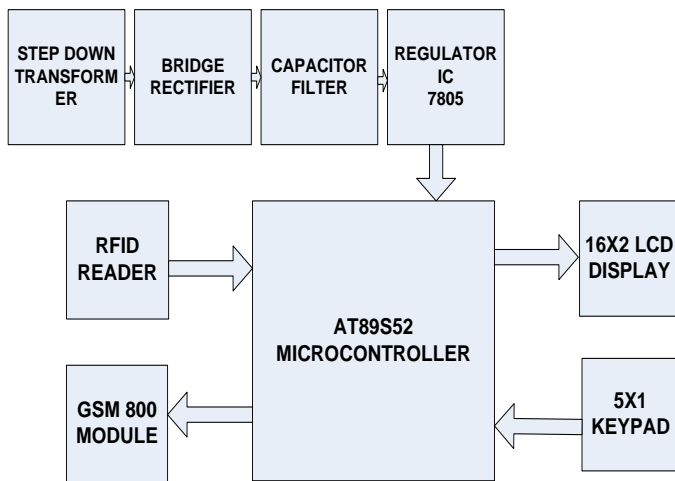 STEP DOWN
TRANSFORM
ER
BRIDGE
RECTIFIER
CAPACITOR
FILTER
REGULATOR
IC
7805
RFID
READER
AT89S52
MICROCONTROLLER
16X2 LCD
DISPLAY
GSM 800
MODULE
5X1
KEYPAD